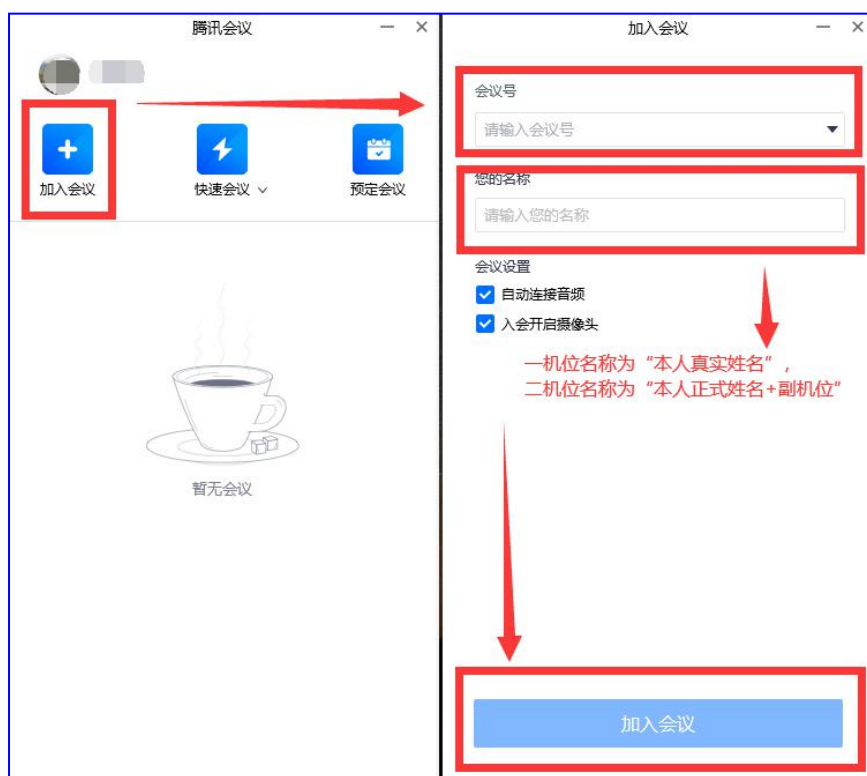 腾讯会议
加入会议
快速会议
预定会议
暂无会议
加入会议
会议号
请输入会议号
您的名称
请输入您的名称
会议设置
自动连接音频
入会开启摄像头
一机位名称为“本人真实姓名”,
二机位名称为“本人正式姓名+副机位”
加入会议